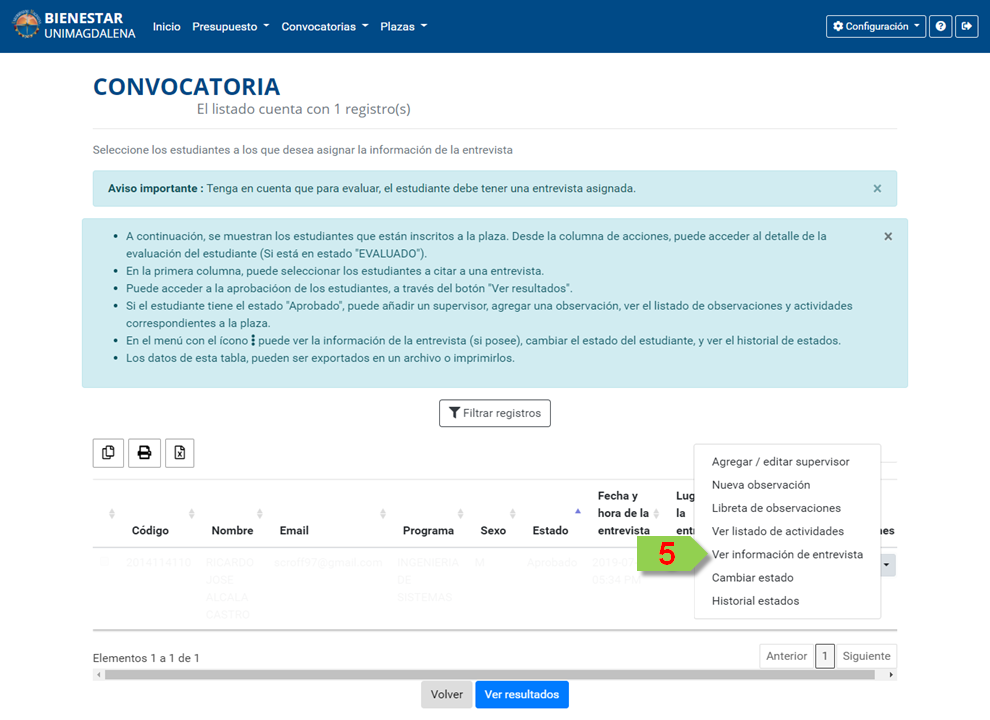 BIENESTAR
UNIMAGDALENA
Inicio Presupuesto Convocatorias Plazas
Configuración
CONVOCATORIA
El listado cuenta con 1 registro(s)
Seleccione los estudiantes a los que desea asignar la información de la entrevista
Aviso importante : Tenga en cuenta que para evaluar, el estudiante debe tener una entrevista asignada. ×
A continuación, se muestran los estudiantes que están inscritos a la plaza. Desde la columna de acciones, puede acceder al detalle de la ×
evaluación del estudiante (Si está en estado "EVALUADO").
En la primera columna, puede seleccionar los estudiantes a citar a una entrevista.
Puede acceder a la aprobacióon de los estudiantes, a través del botón "Ver resultados".
Si el estudiante tiene el estado "Aprobado", puede añadir un supervisor, agregar una observación, ver el listado de observaciones y actividades
correspondientes a la plaza.
En el menú con el ícono puede ver la información de la entrevista (si posee), cambiar el estado del estudiante, y ver el historial de estados.
Los datos de esta tabla, pueden ser exportados en un archivo o imprimirlos.
Filtrar registros
Código Nombre Email Programa Sexo Estado
Fecha y
hora de la
entrevista
Lug
la
ent
nes
RICARDO
JOSE
ALCALA
CASTRO
INGENIERIA
DE
SISTEMAS
M
Aprobado
05:34 PM
Agregar / editar supervisor
Nueva observación
Libreta de observaciones
Ver listado de actividades
5
Ver información de entrevista
Cambiar estado
Historial estados
Elementos 1 a 1 de 1
Anterior 1 Siguiente
Volver Ver resultados